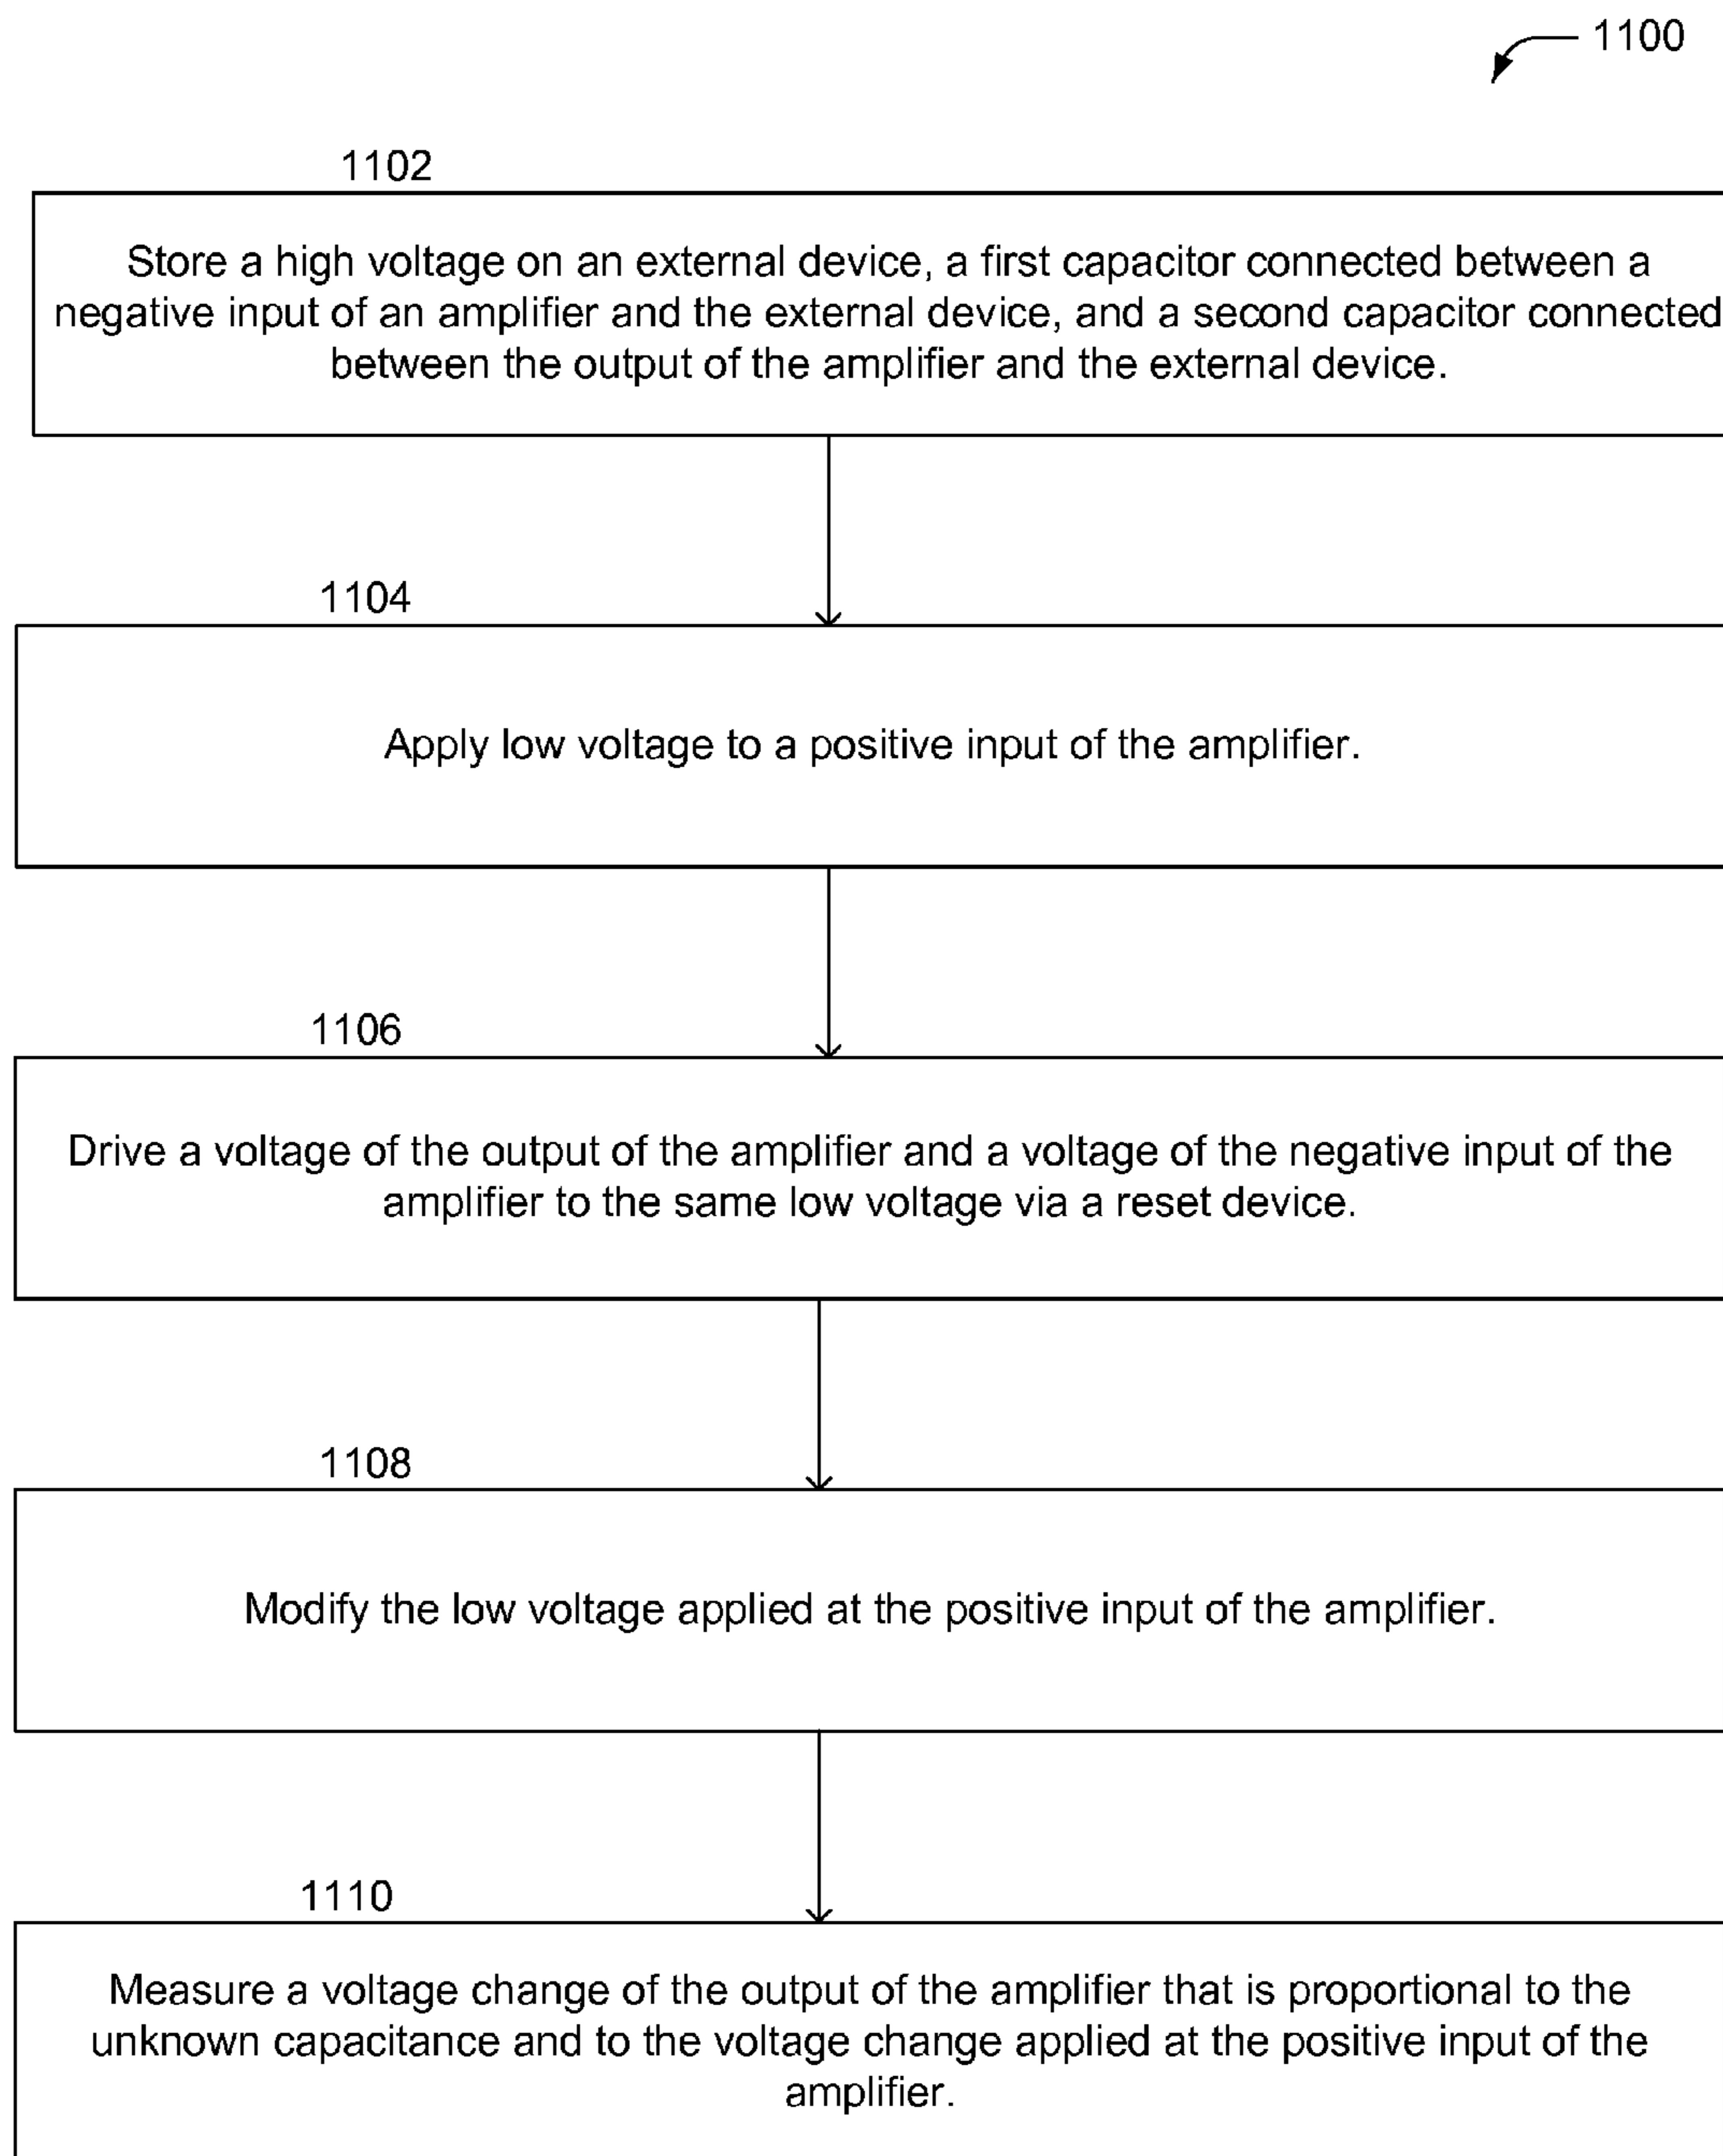 1100
1102
Store a high voltage on an external device, a first capacitor connected between a
negative input of an amplifier and the external device, and a second capacitor connected
between the output of the amplifier and the external device.
1104
Apply low voltage to a positive input of the amplifier.
1106
Drive a voltage of the output of the amplifier and a voltage of the negative input of the
amplifier to the same low voltage via a reset device.
1108
Modify the low voltage applied at the positive input of the amplifier.
1110
Measure a voltage change of the output of the amplifier that is proportional to the
unknown capacitance and to the voltage change applied at the positive input of the
amplifier.